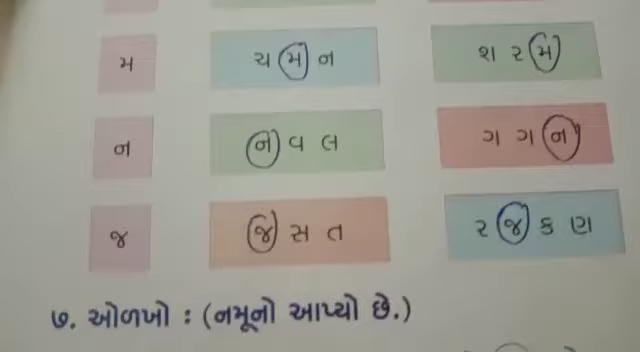 મ ચ મ ન શ ર મ
ન ન વ લ ગ ગ ન
જ જ સ ત ર જ ક ણ
૭. ઓળખો : (નમૂનો આપ્યો છે.)